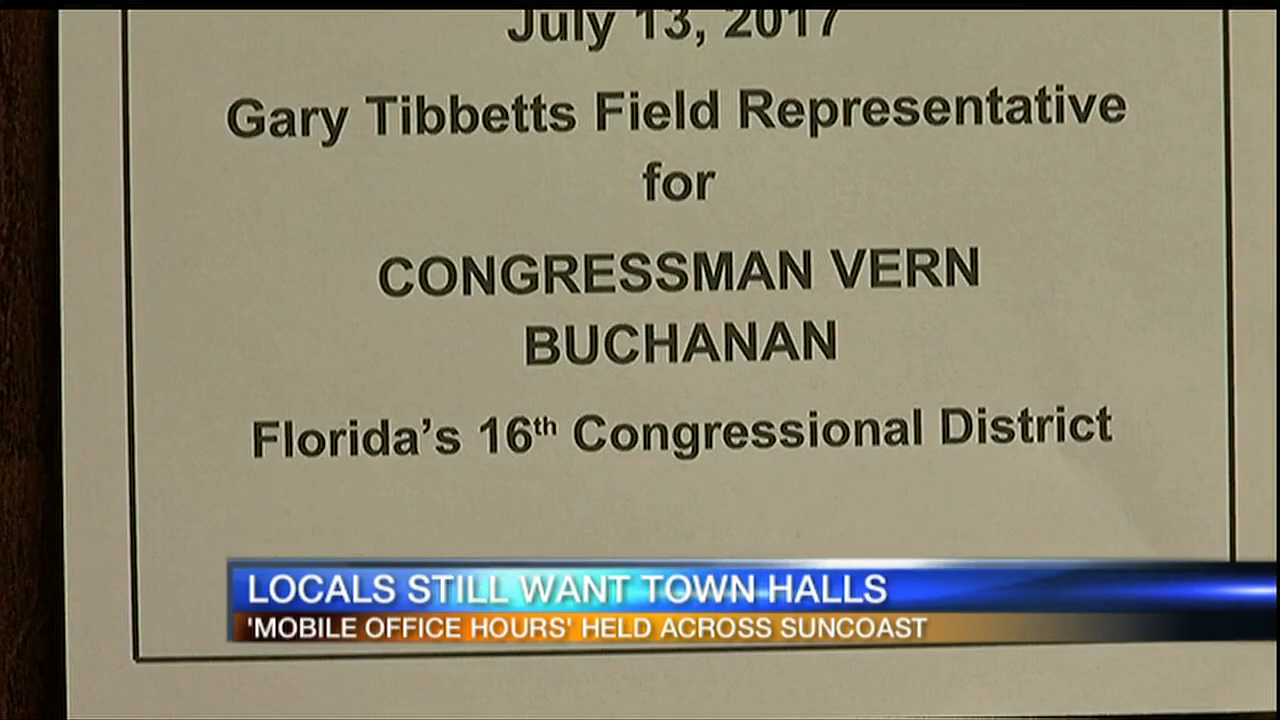 July 13, 2017
Gary Tibbetts Field Representative
for
CONGRESSMAN VERN
BUCHANAN
Florida's 16th Congressional District
LOCALS STILL WANT TOWN HALLS
'MOBILE OFFICE HOURS' HELD ACROSS SUNCOAST